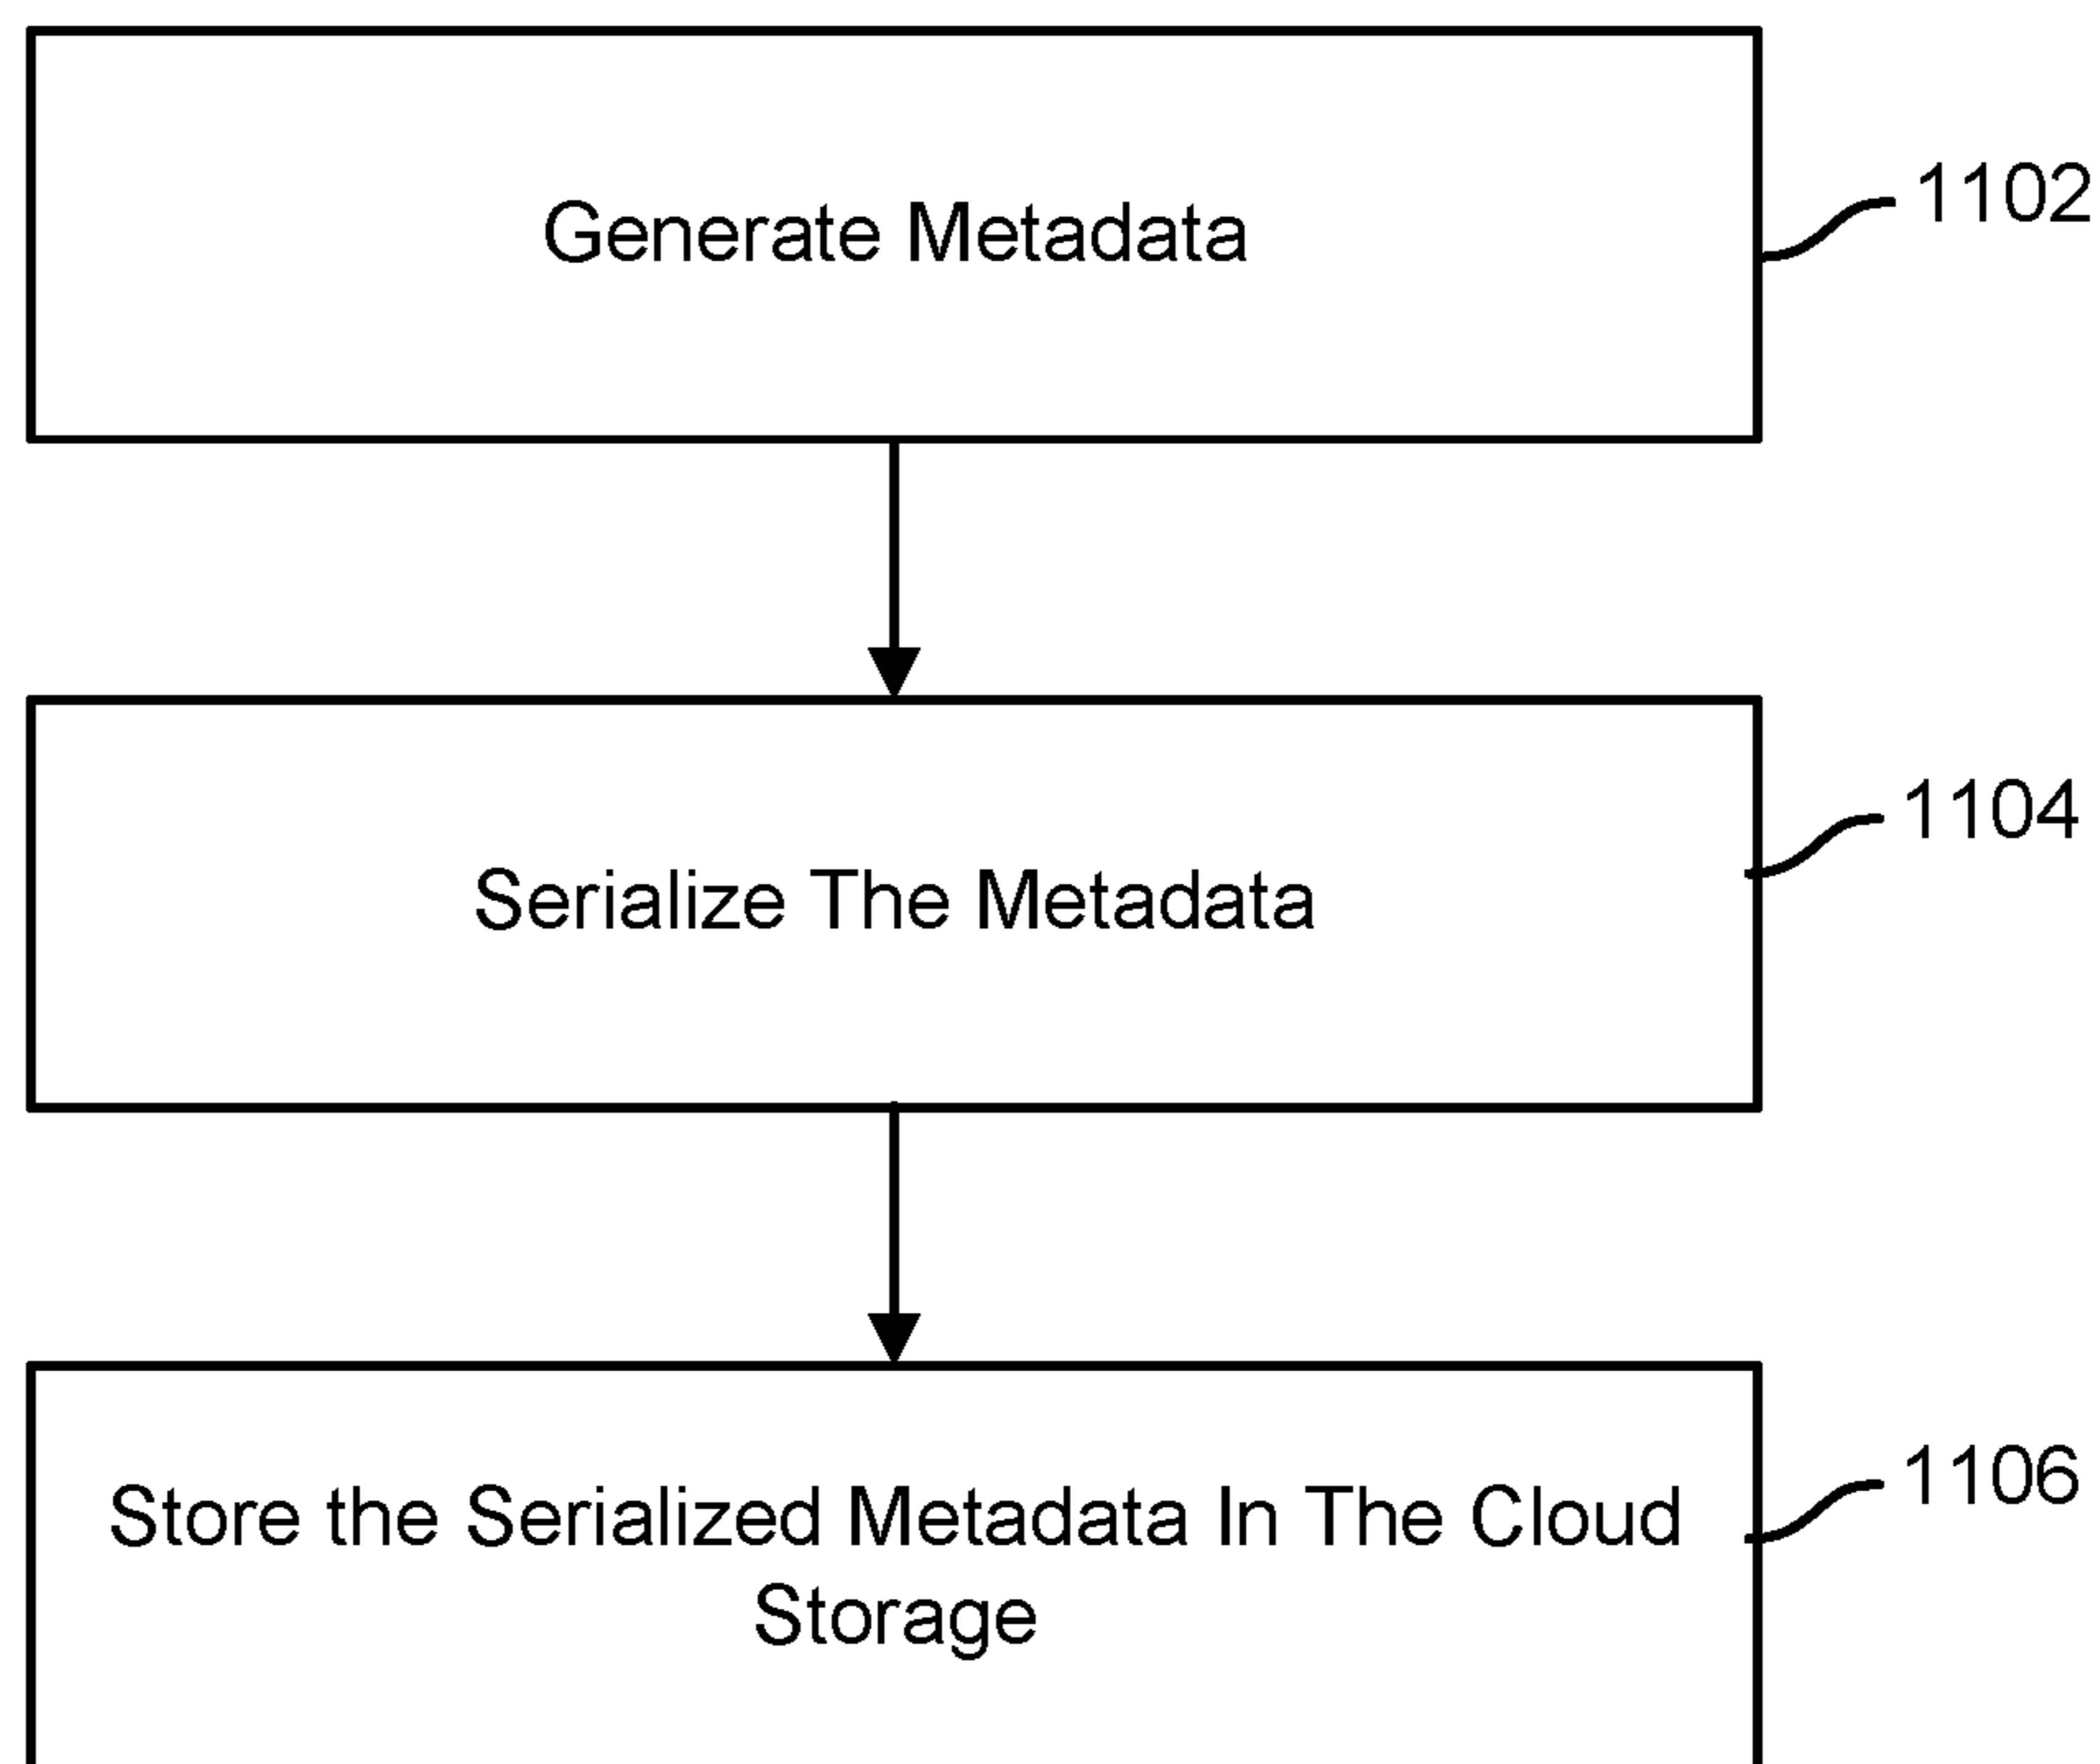 Generate Metadata
1102
Serialize The Metadata
1104
Store the Serialized Metadata In The Cloud
Storage
1106